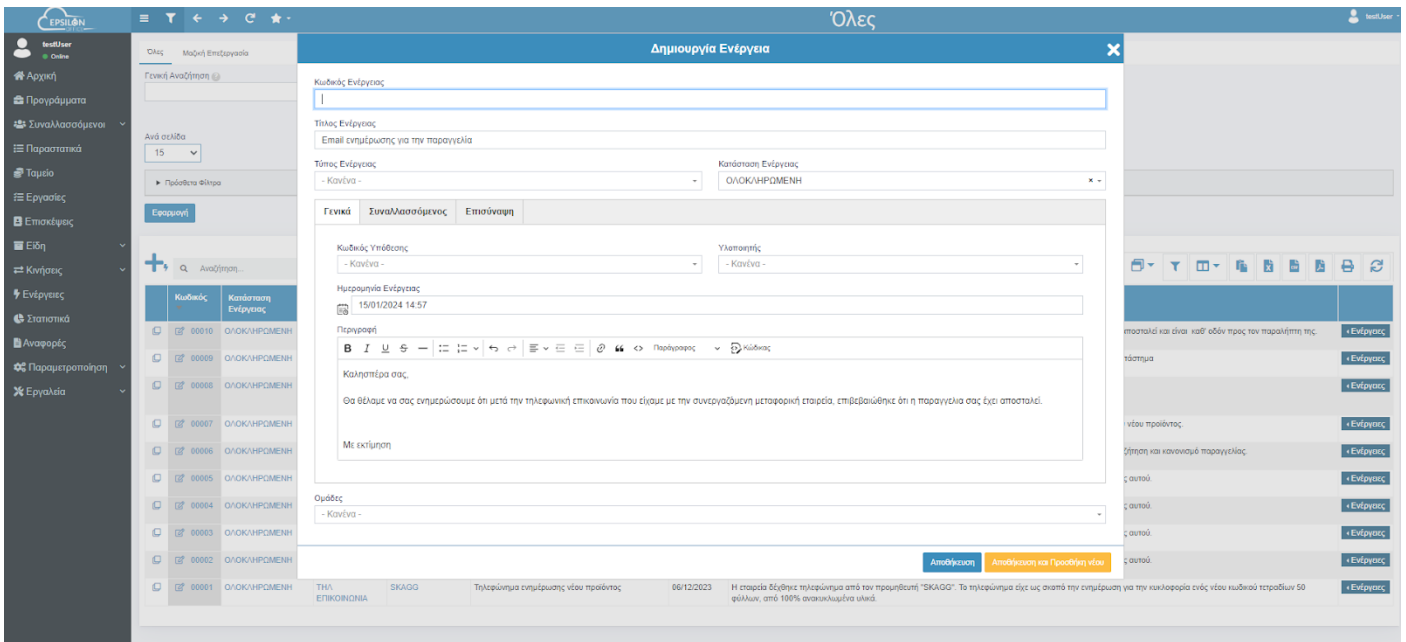 EPSILON
Όλες
testUser
testUser
Online
Αρχική
Προγράμματα
Συναλλασσόμενοι
Παραστατικά
Ταμείο
Εργασίες
Επισκέψεις
Είδη
Κινήσεις
Ενέργειες
Στατιστικά
Αναφορές
Παραμετροποίηση
Εργαλεία
Όλες Μαζική Επεξεργασία
Γενική Αναζήτηση
Ανά σελίδα
15
Πρόσθετα Φίλτρα
Εφαρμογή
Αναζήτηση...
Δημιουργία Ενέργεια
Κωδικός Ενέργειας
Τίτλος Ενέργειας
Email ενημέρωσης για την παραγγελία
Τύπος Ενέργειας Κατάσταση Ενέργειας
- Κανένα - ΟΛΟΚΛΗΡΩΜΕΝΗ
Γενικά Συναλλασσόμενος Επισύναψη
Κωδικός Υπόθεσης Υλοποιητής
- Κανένα - - Κανένα -
Ημερομηνία Ενέργειας
15/01/2024 14:57
Περιγραφή
B I U S Παράγραφος Κώδικας
Καλησπέρα σας,
Θα θέλαμε να σας ενημερώσουμε ότι μετά την τηλεφωνική επικοινωνία που είχαμε με την συνεργαζόμενη μεταφορική εταιρεία, επιβεβαιώθηκε ότι η παραγγελια σας έχει αποσταλεί.
Με εκτίμηση
Ομάδες
- Κανένα -
Αποθήκευση Αποθήκευση και Προσθήκη νέου
Κωδικός Κατάσταση
Ενέργειας
00010 ΟΛΟΚΛΗΡΩΜΕΝΗ αποσταλεί και είναι καθ' οδόν προς τον παραλήπτη της. Ενέργειες
00009 ΟΛΟΚΛΗΡΩΜΕΝΗ τάστημα Ενέργειες
00008 ΟΛΟΚΛΗΡΩΜΕΝΗ Ενέργειες
00007 ΟΛΟΚΛΗΡΩΜΕΝΗ νέου προϊόντος. Ενέργειες
00006 ΟΛΟΚΛΗΡΩΜΕΝΗ ζήτηση και κανονισμό παραγγελίας. Ενέργειες
00005 ΟΛΟΚΛΗΡΩΜΕΝΗ ς αυτού. Ενέργειες
00004 ΟΛΟΚΛΗΡΩΜΕΝΗ ς αυτού. Ενέργειες
00003 ΟΛΟΚΛΗΡΩΜΕΝΗ ς αυτού. Ενέργειες
00002 ΟΛΟΚΛΗΡΩΜΕΝΗ ς αυτού. Ενέργειες
00001 ΟΛΟΚΛΗΡΩΜΕΝΗ ΤΗΛ SKAGG Τηλεφώνημα ενημέρωσης νέου προϊόντος 06/12/2023 Η εταιρεία δέχθηκε τηλεφώνημα από τον προμηθευτή "SKAGG". Το τηλεφώνημα είχε ως σκοπό την ενημέρωση για την κυκλοφορία ενός νέου κωδικού τετραδίων 50 Ενέργειες
ΕΠΙΚΟΙΝΩΝΙΑ φύλλων, από 100% ανακυκλωμένα υλικά.